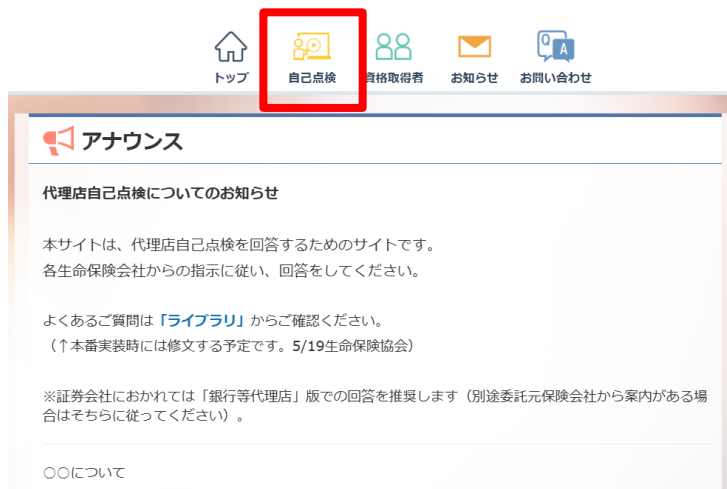 トップ 自己点検 資格取得者 お知らせ お問い合わせ
Q A
アナウンス
代理店自己点検についてのお知らせ
本サイトは、代理店自己点検を回答するためのサイトです。
各生命保険会社からの指示に従い、回答をしてください。
よくあるご質問は「ライブラリ」からご確認ください。
（↑本番実装時には修文する予定です。5/19生命保険協会）
※証券会社におかれては「銀行等代理店」版での回答を推奨します（別途委託元保険会社から案内がある場
合はそちらに従ってください）。
○○について